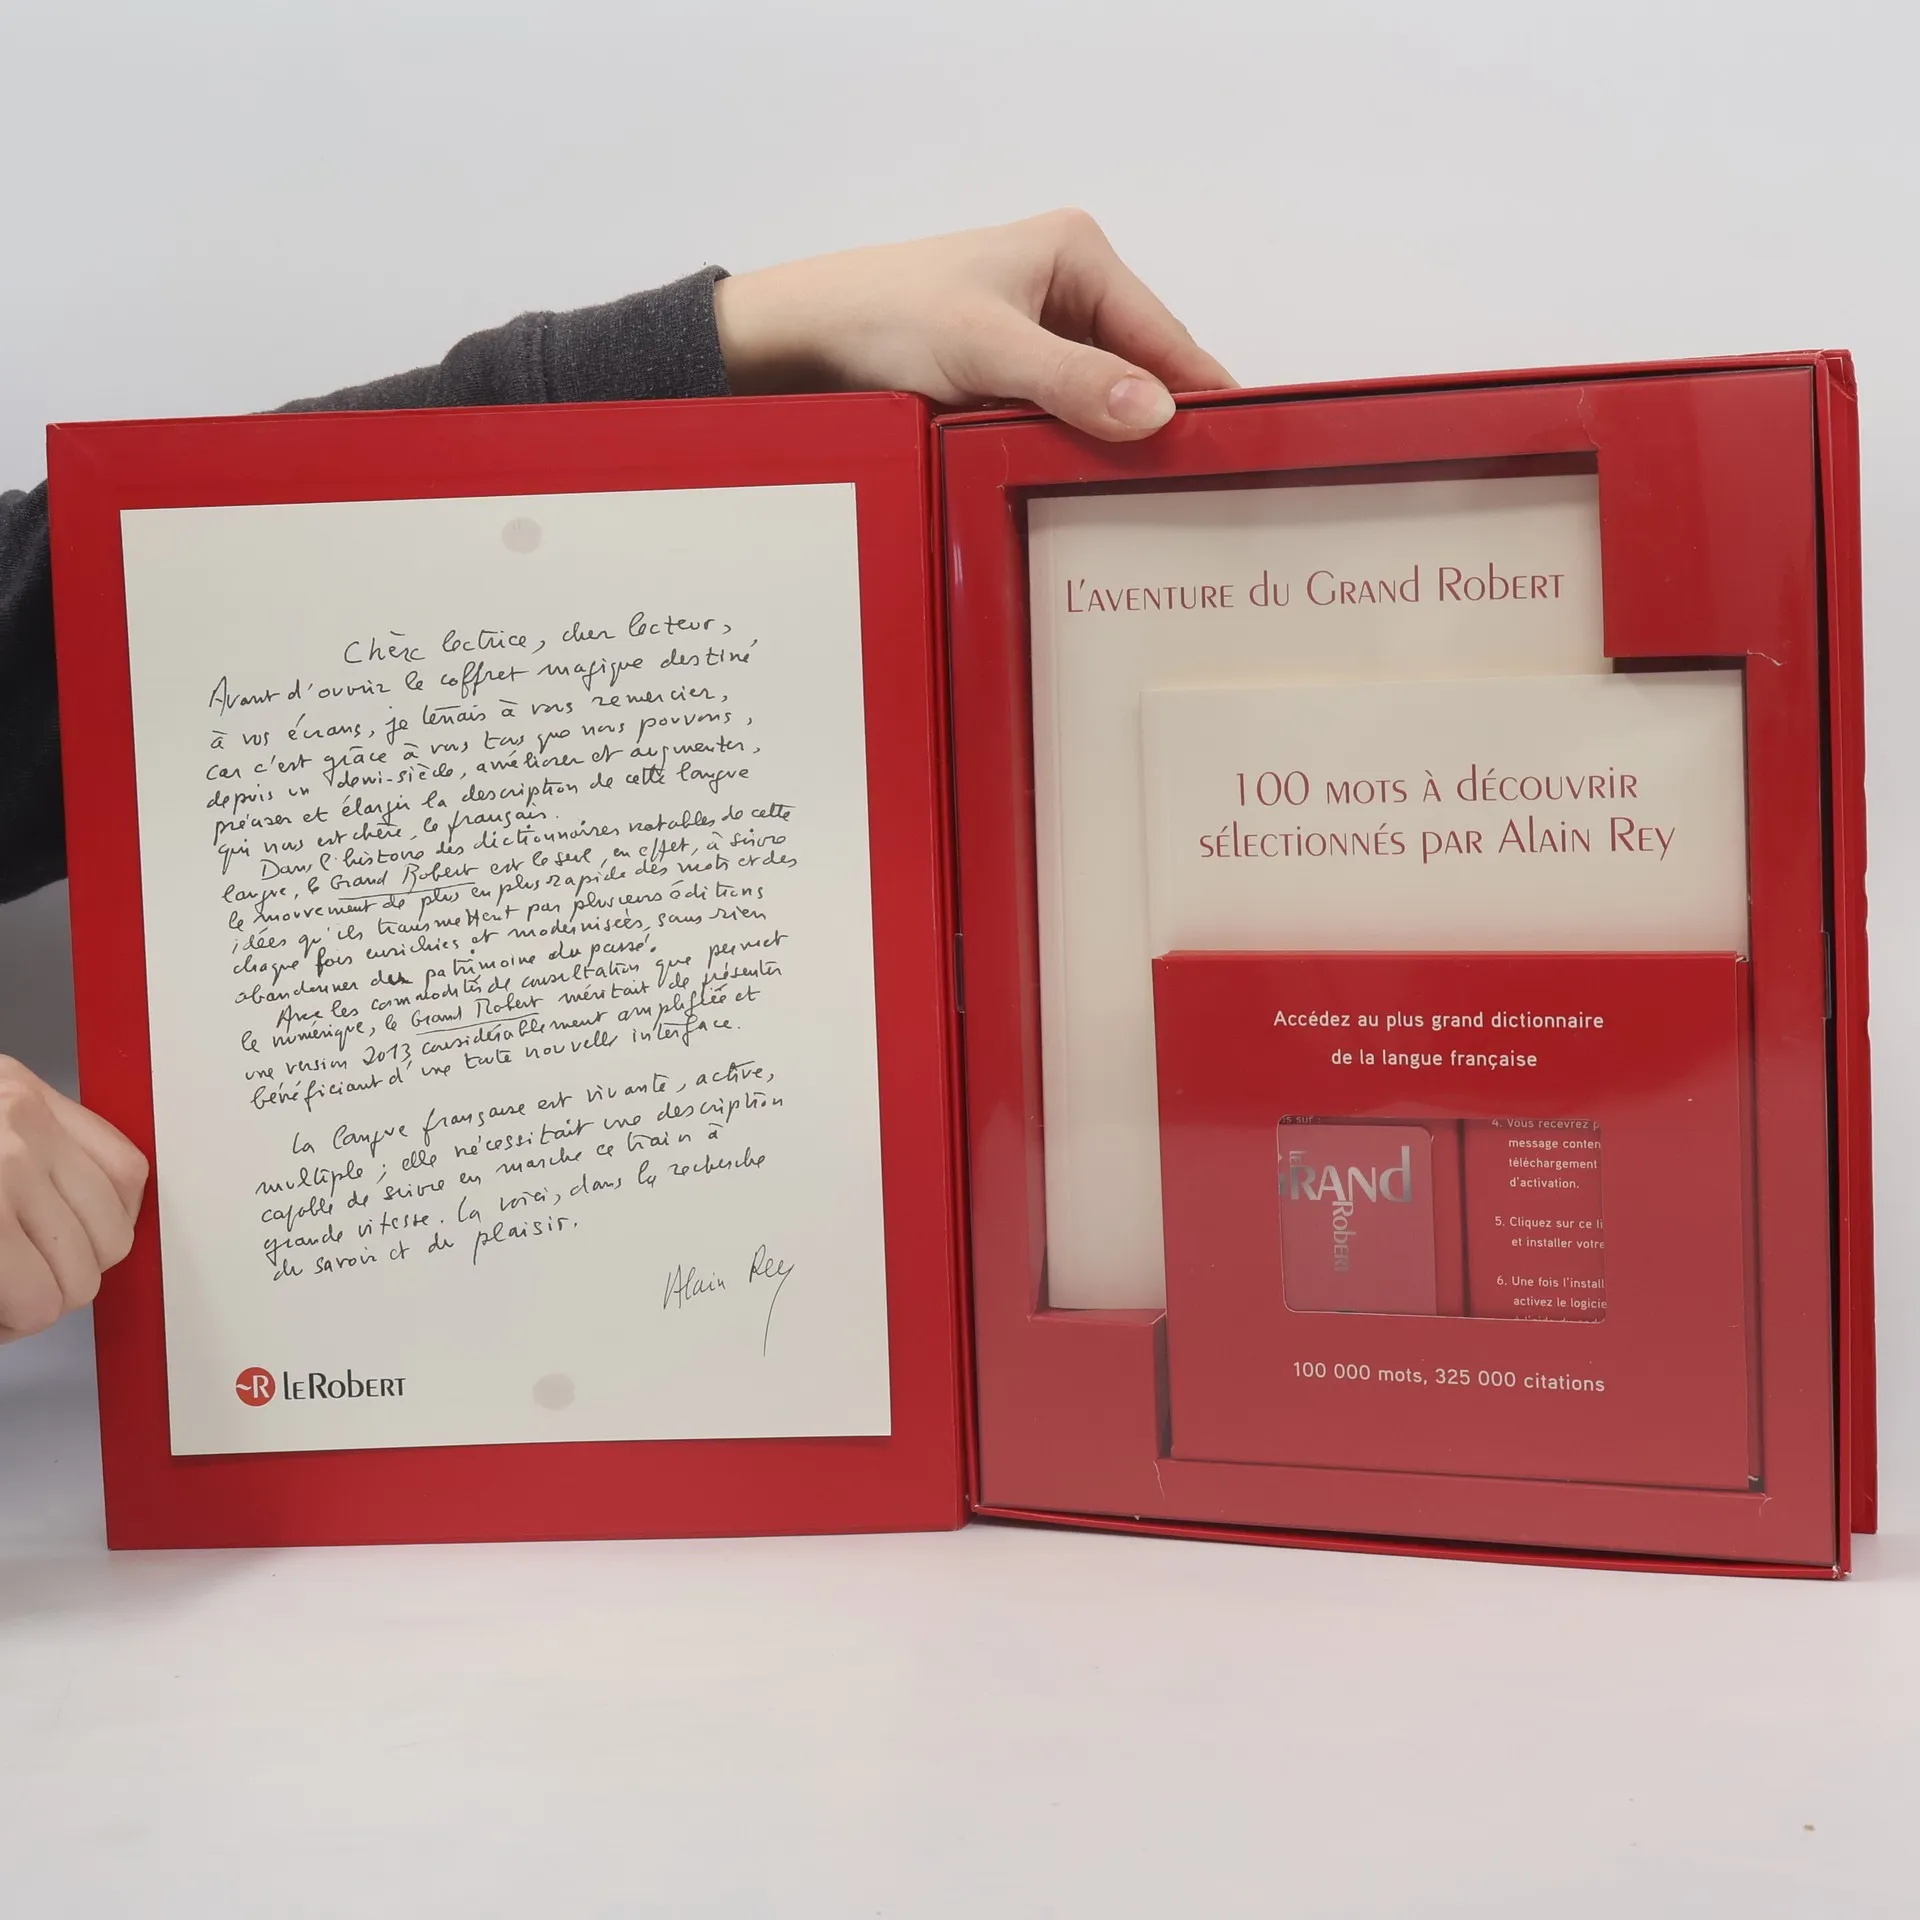 Chère lectrice, cher lecteur,
Avant d'ouvrir le coffret magique destiné
à vos écrans, je tenais à vous remercier,
car c'est grâce à vous tous que nous pouvons,
depuis un demi-siècle, améliorer et augmenter,
préciser et élargir la description de cette langue
qui nous est chère, le français.
Dans l'histoire des dictionnaires notables de cette
langue, le Grand Robert est le seul, en effet, à suivre
le mouvement de plus en plus rapide des mots et des
idées qu'ils transmettent par plusieurs éditions
chaque fois enrichies et modernisées, sans rien
abandonner du patrimoine du passé.
Avec les commodités de consultation que permet
le numérique, le Grand Robert méritait de présenter
une version 2013 considérablement amplifiée et
bénéficiant d'une toute nouvelle interface.
La langue française est vivante, active,
multiple ; elle nécessitait une description
capable de suivre en marche ce train à
grande vitesse. La voici, dans la recherche
du savoir et du plaisir.
Alain Rey
~R LE ROBERT
L'AVENTURE du GRANd RobERT
100 MOTS À dÉCOUVRIR
SÉLECTIONNÉS PAR ALAIN REY
Accédez au plus grand dictionnaire
de la langue française
LE
GRANd
RobERT
4. Vous recevrez
message conten
téléchargement
d'activation.
5. Cliquez sur ce li
et installer votre
6. Une fois l'install
activez le logicie
100 000 mots, 325 000 citations